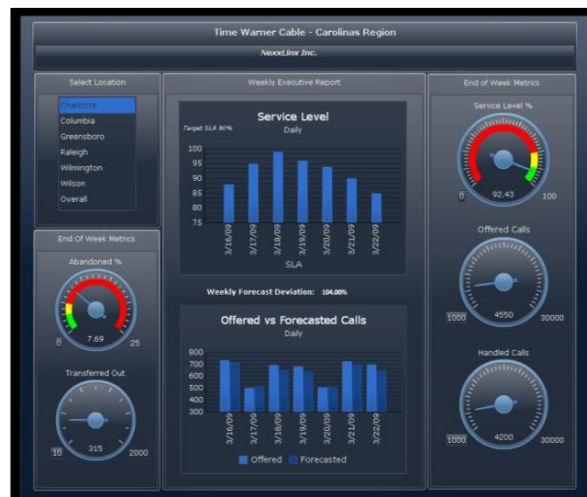 Time Warner Cable - Carolinas Region
NexxLinx Inc.
Select Location
Charlotte
Columbia
Greensboro
Raleigh
Wilmington
Wilson
Overall
End Of Week Metrics
Abandoned %
0
7.69
25
Transferred Out
10
315
2000
Weekly Executive Report
Service Level
Target SLA 80%
Daily
100
95
90
85
80
75
3/16/09
3/17/09
3/18/09
3/19/09
3/20/09
3/21/09
3/22/09
SLA
Weekly Forecast Deviation: 104.00%
Offered vs Forecasted Calls
Daily
800
700
600
500
400
300
3/16/09
3/17/09
3/18/09
3/19/09
3/20/09
3/21/09
3/22/09
Offered Forecasted
End of Week Metrics
Service Level %
0
92.43
100
Offered Calls
1000
4550
30000
Handled Calls
1000
4200
30000